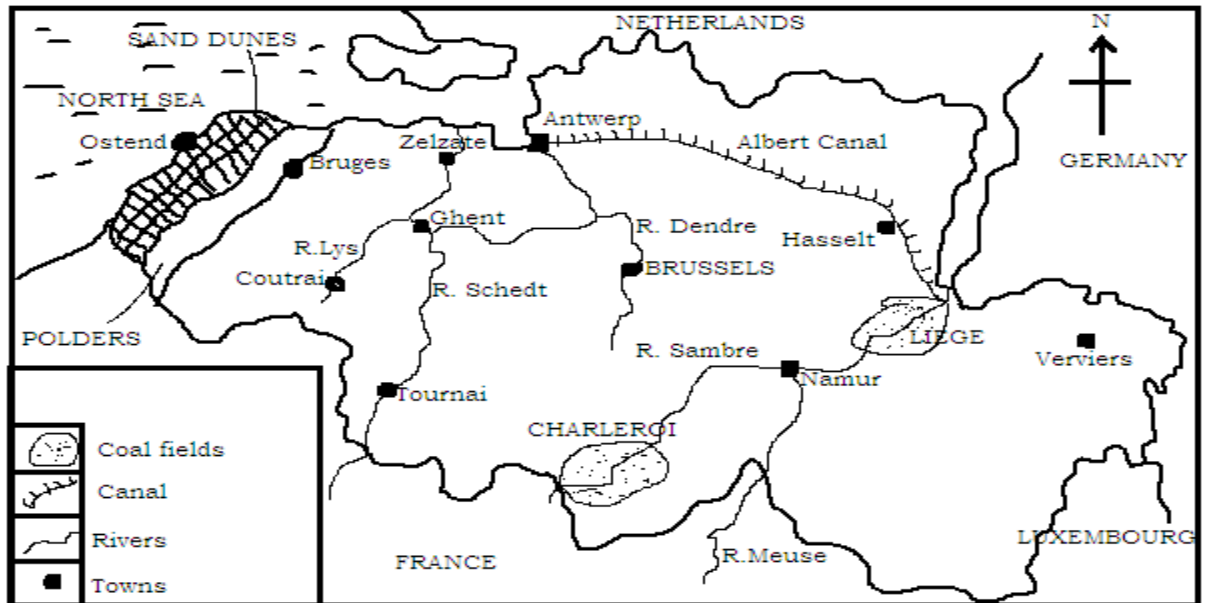 NETHERLANDS
N
SAND DUNES
NORTH SEA
Antwerp
Ostend
Zelzate
Albert Canal
Bruges
GERMANY
Ghent
R. Dendre
Hasselt
R.Lys
BRUSSELS
Coutrai
R. Schedt
POLDERS
LIEGE
R. Sambre
Verviers
Namur
Tournai
CHARLEROI
Coal fields
Canal
Rivers
LUXEMBOURG
R.Meuse
FRANCE
Towns